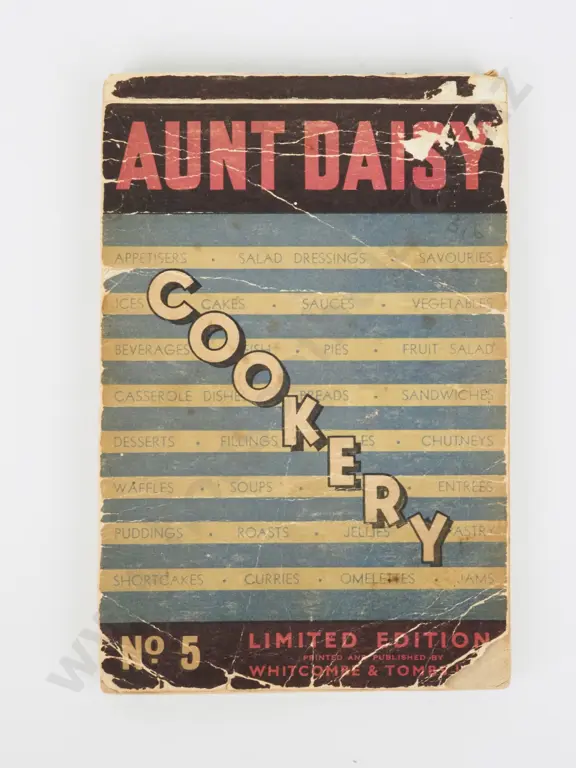 AUNT DAISY
APPETISERS · SALAD DRESSINGS · SAVOURIES
ICES CAKES · SAUCES · VEGETABLES
BEVERAGES · PIES · FRUIT SALAD
CASSEROLE DISHE BREADS · SANDWICHES
DESSERTS · FILLINGS · CHUTNEYS
WAFFLES · SOUPS · ENTREES
PUDDINGS · ROASTS · JELLIES
SHORTCAKES · CURRIES · OMELETTES · JAMS
COOKERY
No 5
LIMITED EDITION
PRINTED AND PUBLISHED BY
WHITCOMBE & TOMBS